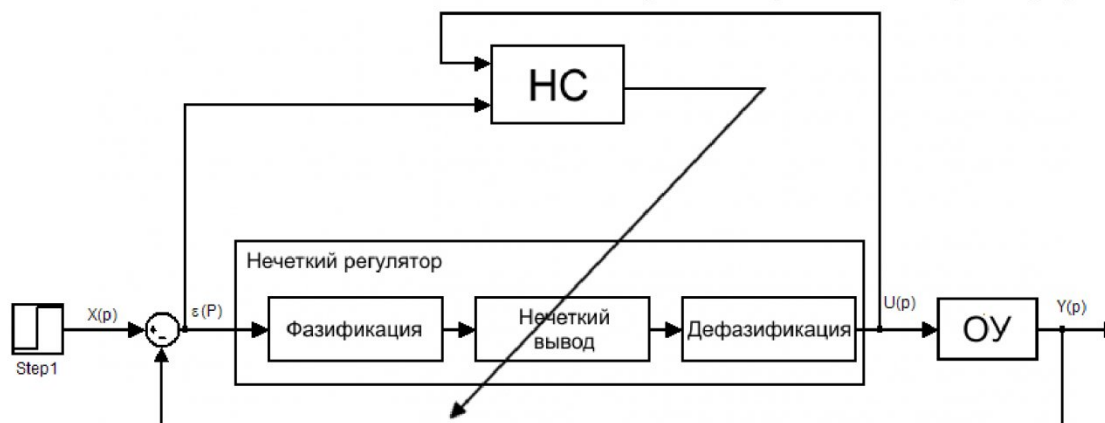 НС
Нечеткий регулятор
X(p)
ε(P)
Фазификация
Нечеткий
вывод
Дефазификация
U(p)
ОУ
Y(p)
Step1